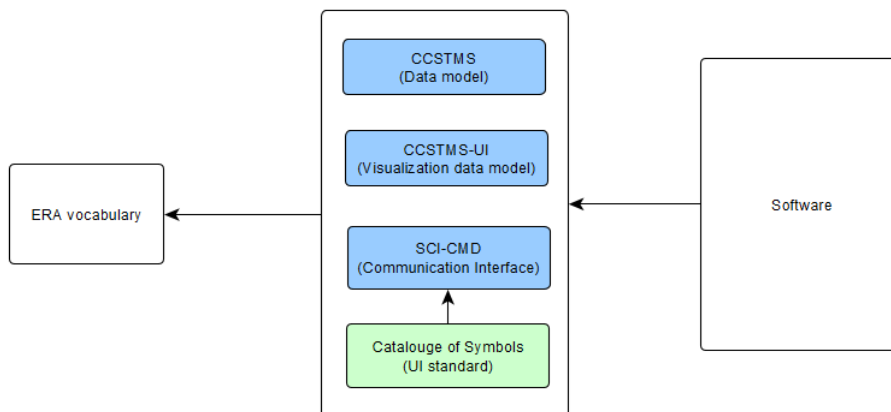 CCSTMS
(Data model)
CCSTMS-UI
(Visualization data model)
ERA vocabulary
Software
SCI-CMD
(Communication Interface)
Catalouge of Symbols
(UI standard)